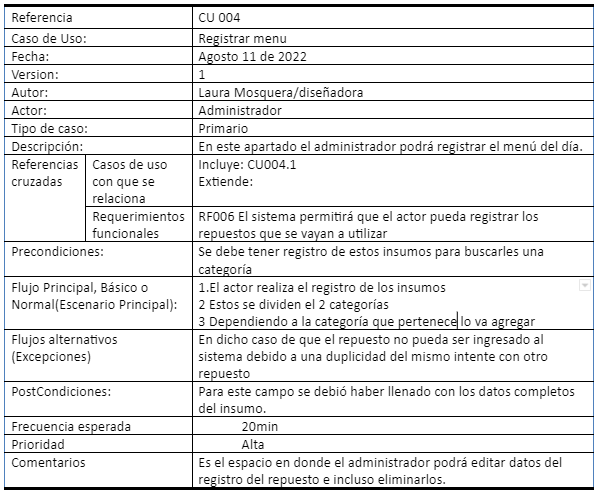 Referencia CU 004
Caso de Uso: Registrar menu
Fecha: Agosto 11 de 2022
Version: 1
Autor: Laura Mosquera/diseñadora
Actor: Administrador
Tipo de caso: Primario
Descripción: En este apartado el administrador podrá registrar el menú del día.
Referencias cruzadas
Casos de uso con que se relaciona
Incluye: CU004.1
Extiende:
Requerimientos funcionales
RF006 El sistema permitirá que el actor pueda registrar los
repuestos que se vayan a utilizar
Precondiciones: Se debe tener registro de estos insumos para buscarles una
categoría
Flujo Principal, Básico o
Normal(Escenario Principal):
1.El actor realiza el registro de los insumos
2 Estos se dividen el 2 categorías
3 Dependiendo a la categoría que pertenece lo va agregar
Flujos alternativos
(Excepciones)
En dicho caso de que el repuesto no pueda ser ingresado al
sistema debido a una duplicidad del mismo intente con otro
repuesto
PostCondiciones: Para este campo se debió haber llenado con los datos completos
del insumo.
Frecuencia esperada 20min
Prioridad Alta
Comentarios Es el espacio en donde el administrador podrá editar datos del
registro del repuesto e incluso eliminarlos.